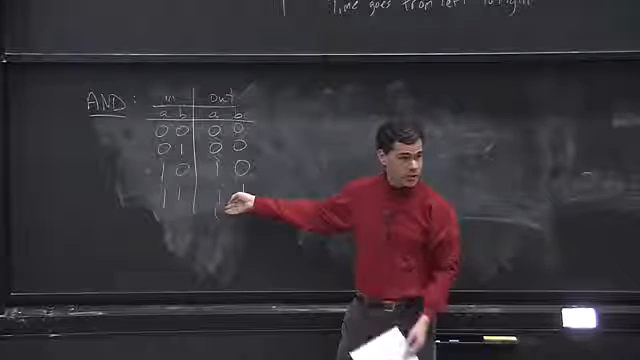 Time goes from left to right
AND: in out
a b a b
0 0 0 0
0 1 0 0
1 0 1 0
1 1 1 1